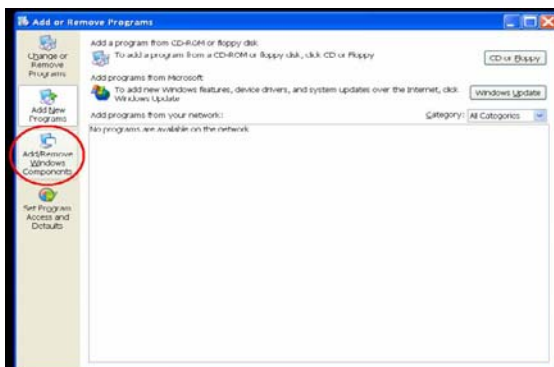 Add or Remove Programs
Change or
Remove
Programs
Add New
Programs
Add/Remove
Windows
Components
Set Program
Access and
Defaults
Add a program from CD-ROM or floppy disk
To add a program from a CD-ROM or floppy disk, click CD or Floppy
CD or Floppy
Add programs from Microsoft
To add new Windows features, device drivers, and system updates over the Internet, click
Windows Update
Windows Update
Add programs from your network:
Category:
All Categories
No programs are available on the network